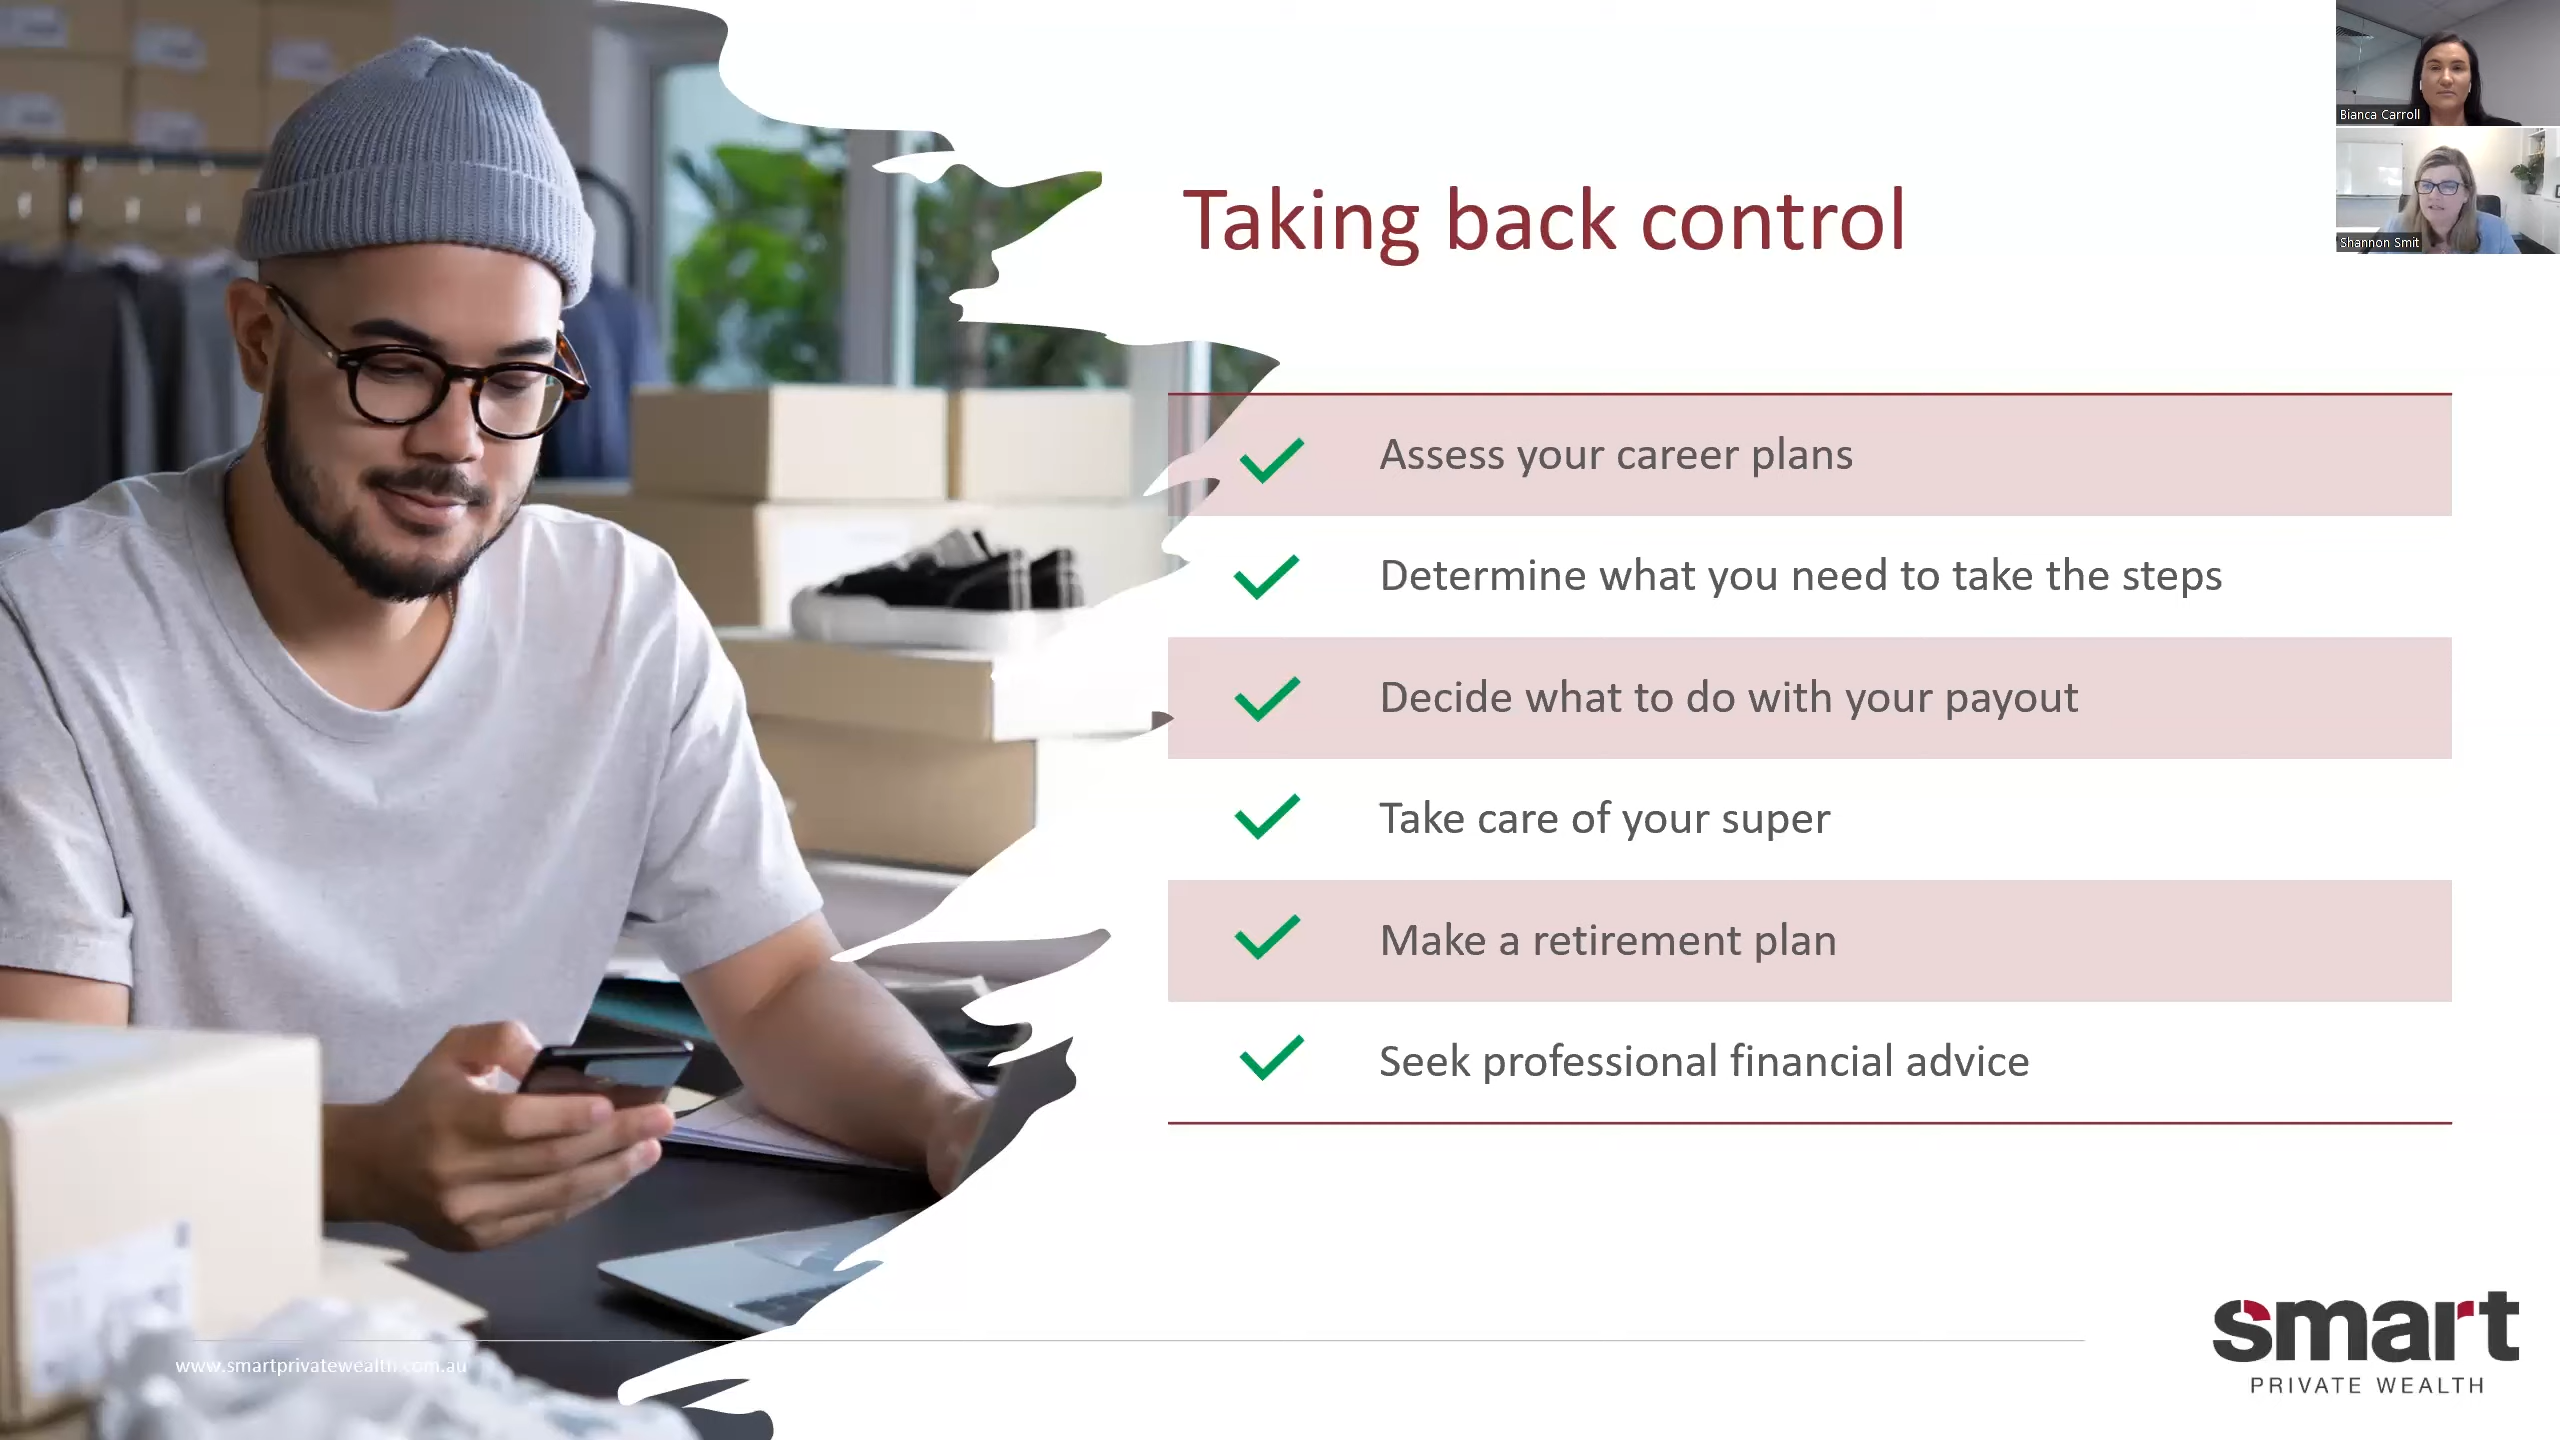 Bianca Carroll
Shannon Smit
Taking back control
Assess your career plans
Determine what you need to take the steps
Decide what to do with your payout
Take care of your super
Make a retirement plan
Seek professional financial advice
www.smartprivatewealth.com.au
smart
PRIVATE WEALTH